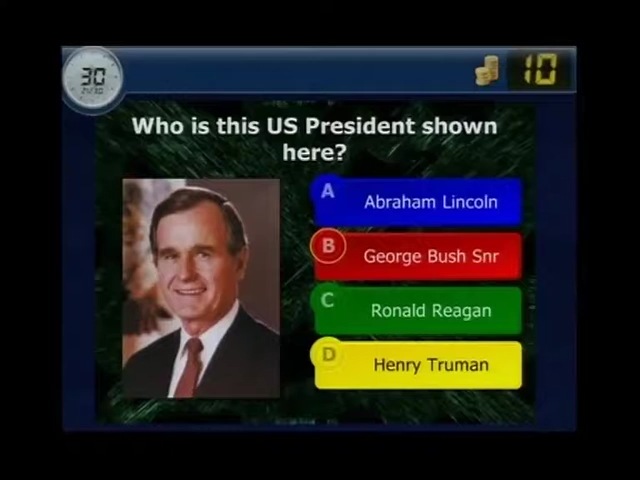 30
10
Who is this US President shown
here?
A
Abraham Lincoln
B
George Bush Snr
C
Ronald Reagan
D
Henry Truman